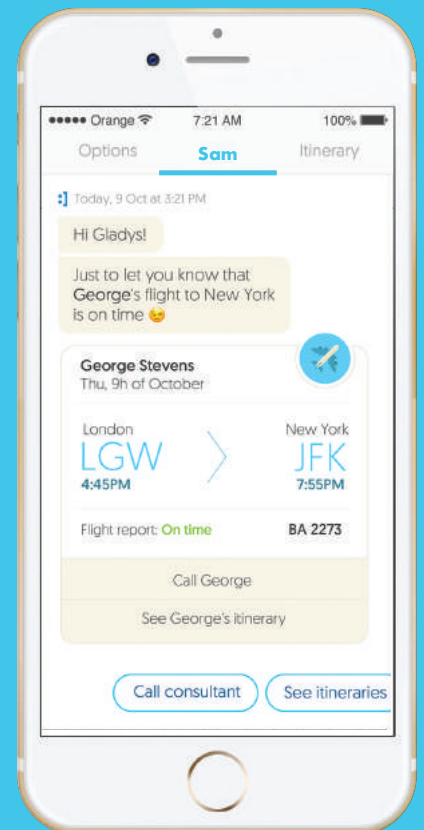 Orange 7:21 AM 100%
Options Sam Itinerary
:] Today, 9 Oct at 3:21 PM
Hi Gladys!
Just to let you know that
George's flight to New York
is on time 😉
George Stevens
Thu, 9h of October
London New York
LGW JFK
4:45PM 7:55PM
Flight report: On time BA 2273
Call George
See George's itinerary
Call consultant See itineraries